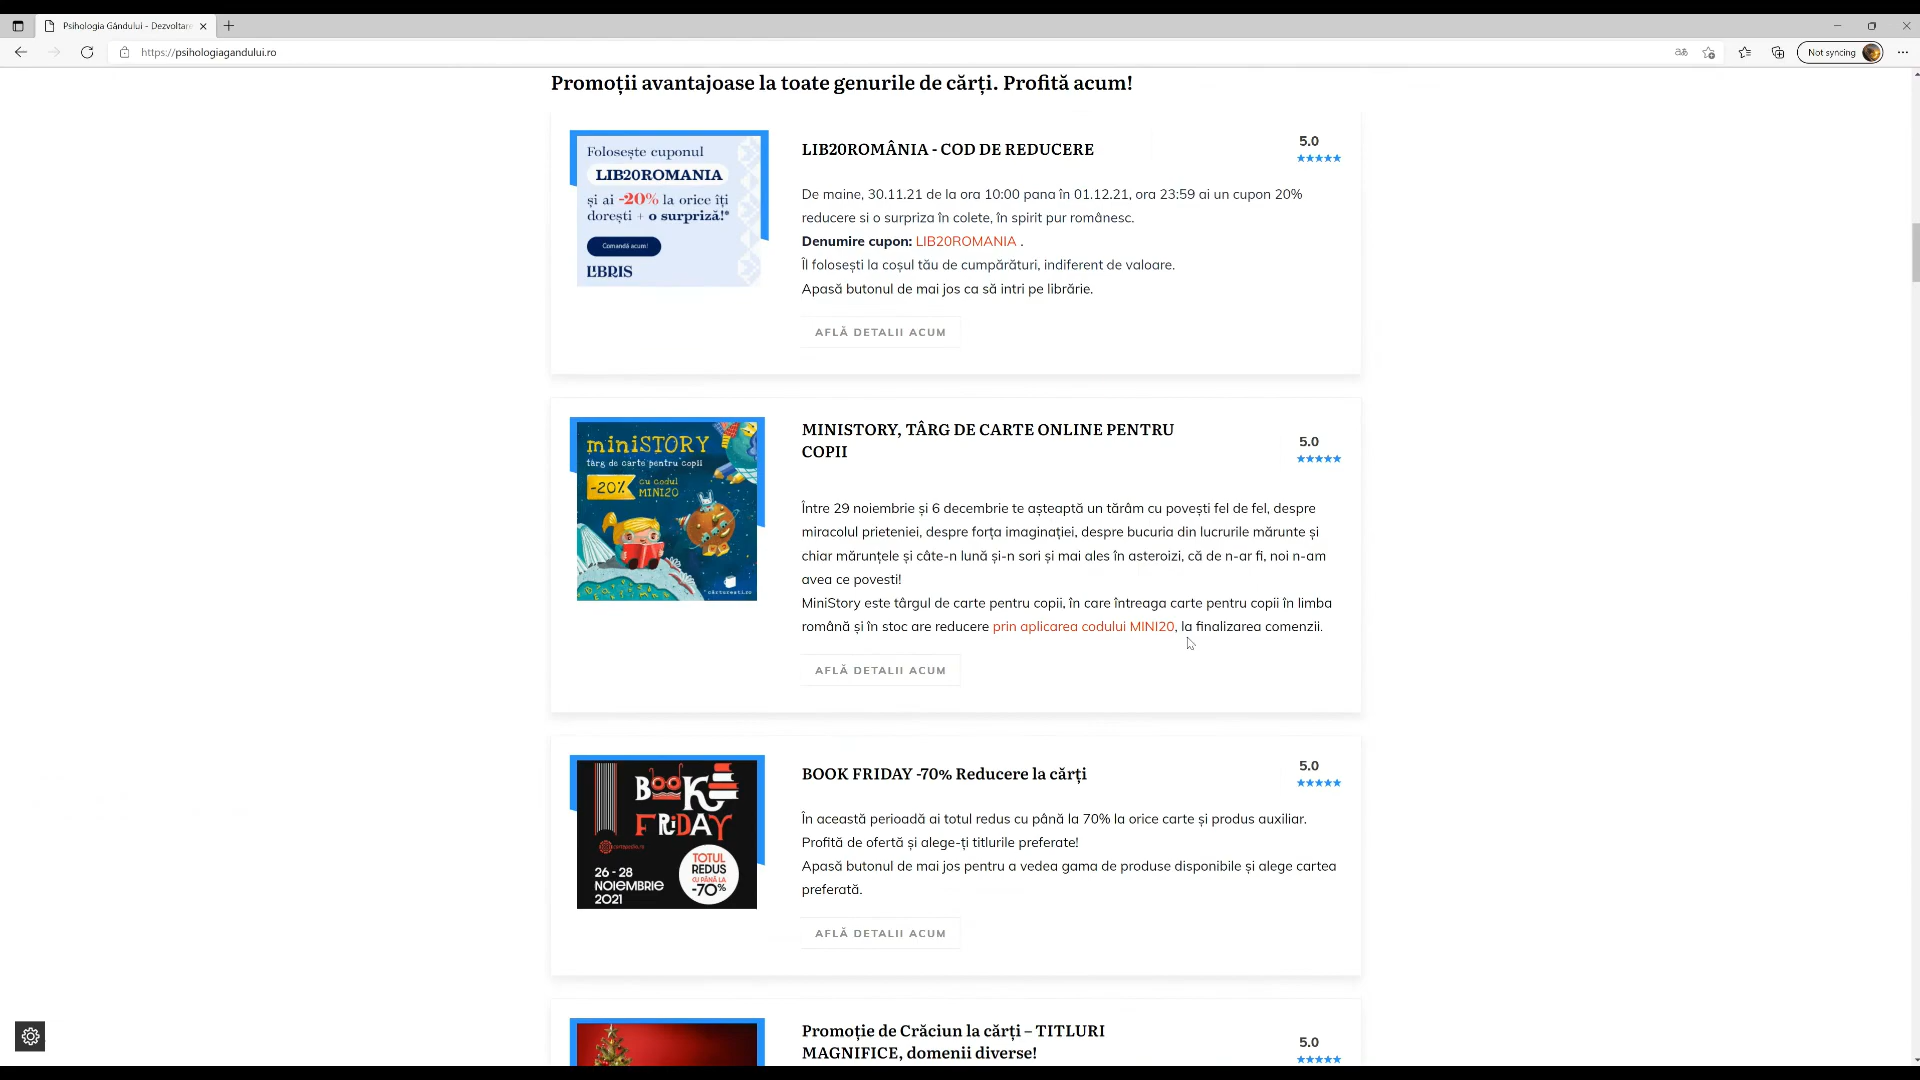 Psihologia Gândului - Dezvoltare
https://psihologiagandului.ro
Not syncing
Promoții avantajoase la toate genurile de cărți. Profită acum!
Folosește cuponul
LIB20ROMANIA
și ai -20% la orice îți
dorești + o surpriză!*
Comandă acum!
LIBRIS
LIB20ROMÂNIA - COD DE REDUCERE
5.0
De maine, 30.11.21 de la ora 10:00 pana în 01.12.21, ora 23:59 ai un cupon 20%
reducere si o surpriza în colete, în spirit pur românesc.
Denumire cupon: LIB20ROMANIA .
Îl folosești la coșul tău de cumpărături, indiferent de valoare.
Apasă butonul de mai jos ca să intri pe librărie.
AFLĂ DETALII ACUM
miniSTORY
târg de carte pentru copii
-20%
cu codul
MINI20
cărturești.ro
MINISTORY, TÂRG DE CARTE ONLINE PENTRU
COPII
5.0
Între 29 noiembrie și 6 decembrie te așteaptă un tărâm cu povești fel de fel, despre
miracolul prieteniei, despre forța imaginației, despre bucuria din lucrurile mărunte și
chiar mărunțele și câte-n lună și-n sori și mai ales în asteroizi, că de n-ar fi, noi n-am
avea ce povesti!
MiniStory este târgul de carte pentru copii, în care întreaga carte pentru copii în limba
română și în stoc are reducere prin aplicarea codului MINI20, la finalizarea comenzii.
AFLĂ DETALII ACUM
BOOK
FRIDAY
cartepedia.ro
26 - 28
NOIEMBRIE
2021
TOTUL
REDUS
CU PÂNĂ LA
-70%
BOOK FRIDAY -70% Reducere la cărți
5.0
În această perioadă ai totul redus cu până la 70% la orice carte și produs auxiliar.
Profită de ofertă și alege-ți titlurile preferate!
Apasă butonul de mai jos pentru a vedea gama de produse disponibile și alege cartea
preferată.
AFLĂ DETALII ACUM
Promoție de Crăciun la cărți – TITLURI
MAGNIFICE, domenii diverse!
5.0